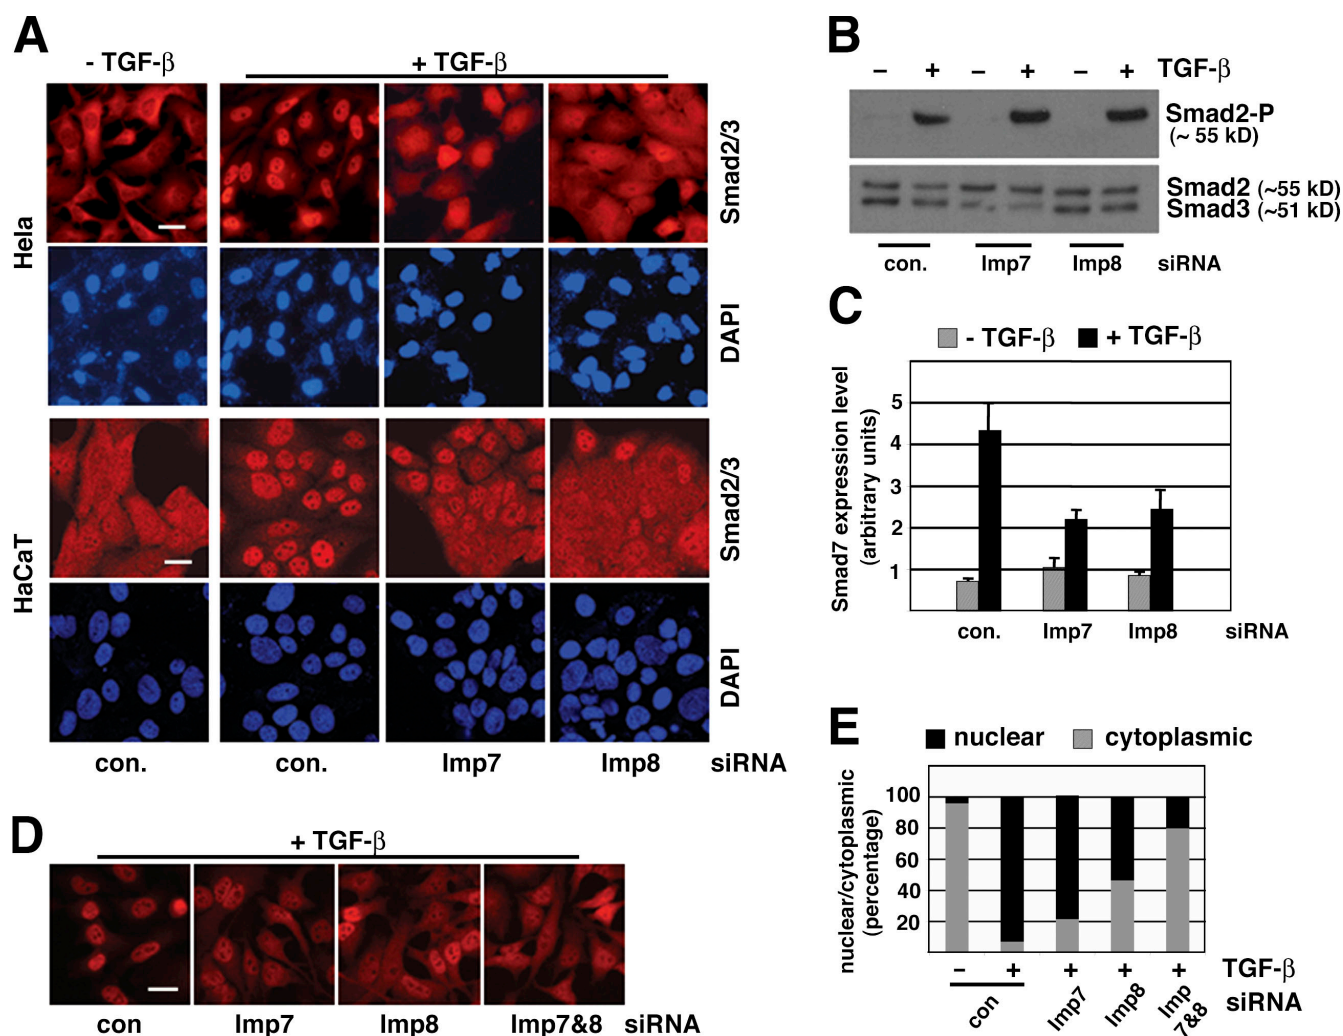 A
- TGF-β
+ TGF-β
Hela
Smad2/3
DAPI
HaCaT
Smad2/3
DAPI
con.
con.
Imp7
Imp8
siRNA
B
− + − + − + TGF-β
Smad2-P
(~ 55 kD)
Smad2 (~55 kD)
Smad3 (~51 kD)
con. Imp7 Imp8 siRNA
C
- TGF-β + TGF-β
Smad7 expression level
(arbitrary units)
5
4
3
2
1
con. Imp7 Imp8 siRNA
D
+ TGF-β
con Imp7 Imp8 Imp7&8 siRNA
E
nuclear cytoplasmic
nuclear/cytoplasmic
(percentage)
100
80
60
40
20
− + + + + TGF-β
con Imp7 Imp8 Imp
7&8
siRNA